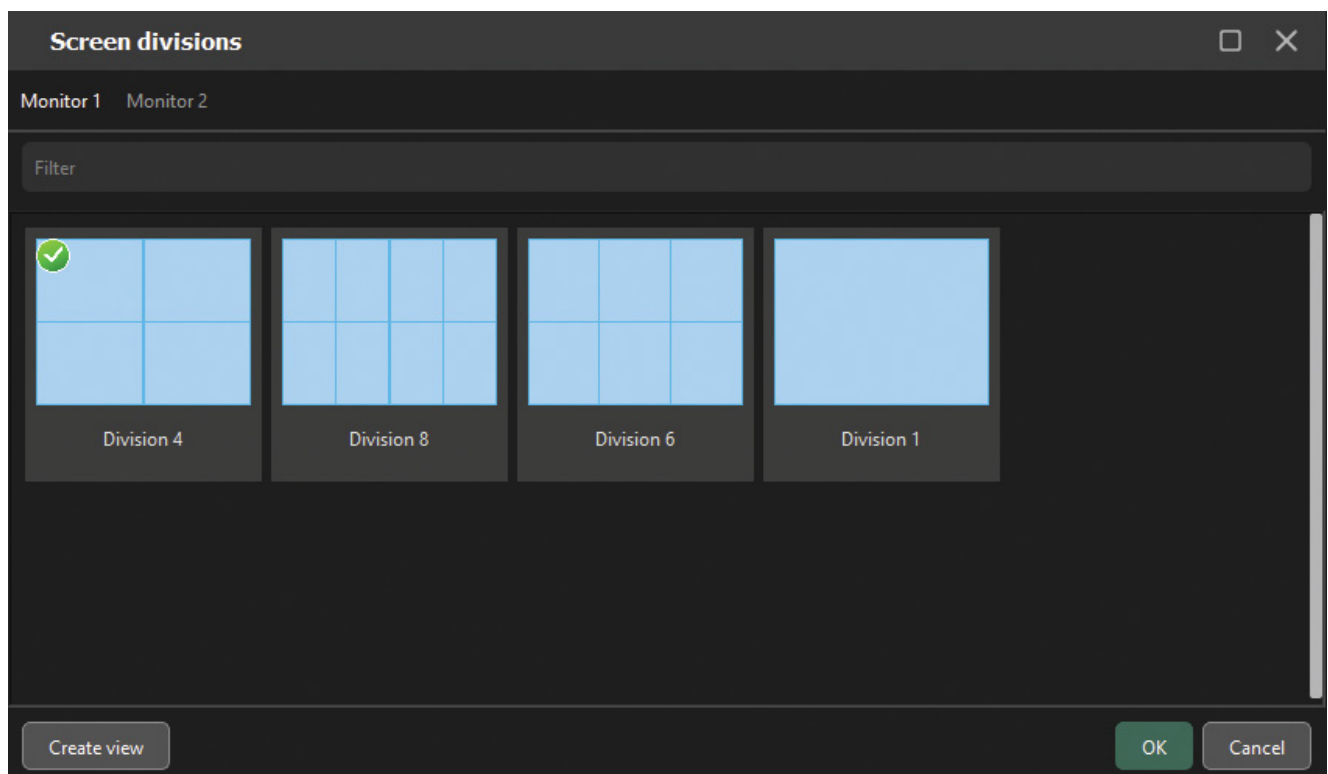 Screen divisions
Monitor 1 Monitor 2
Filter
Division 4 Division 8 Division 6 Division 1
Create view OK Cancel